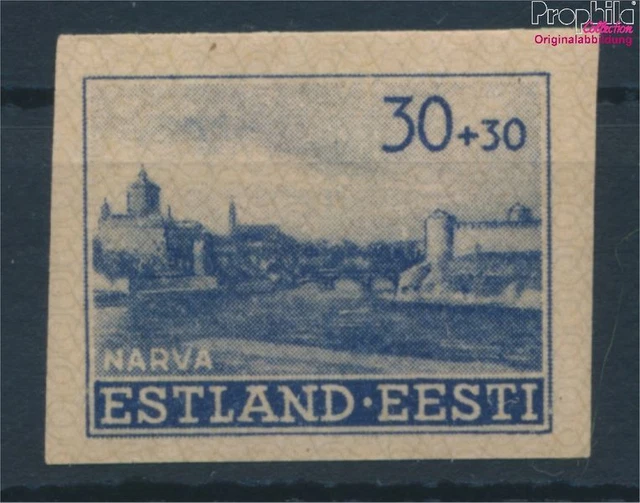 Prophila
Collection
Originalabbildung
30+30
NARVA
ESTLAND·EESTI